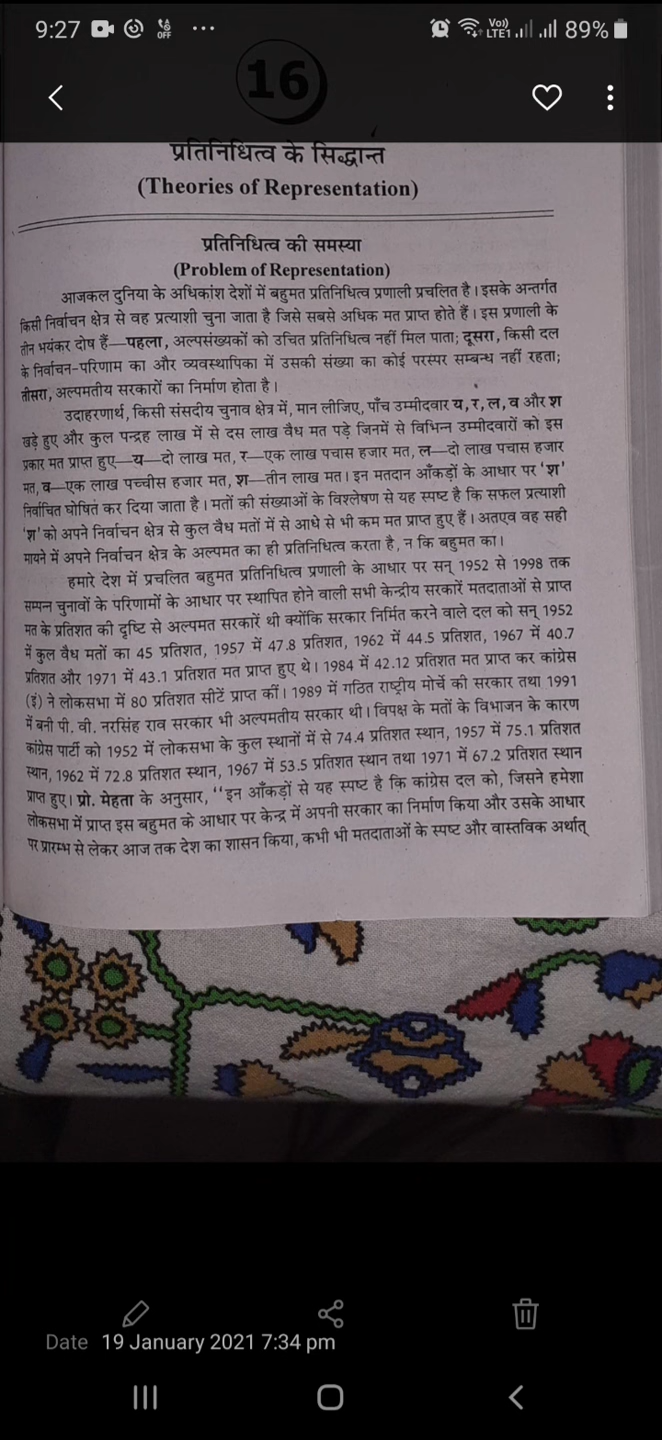 9:27
OFF
...
Vo))
LTE1
89%
16
प्रतिनिधित्व के सिद्धान्त
(Theories of Representation)
प्रतिनिधित्व की समस्या
(Problem of Representation)
आजकल दुनिया के अधिकांश देशों में बहुमत प्रतिनिधित्व प्रणाली प्रचलित है। इसके अन्तर्गत
किसी निर्वाचन क्षेत्र से वह प्रत्याशी चुना जाता है जिसे सबसे अधिक मत प्राप्त होते हैं। इस प्रणाली के
तीन भयंकर दोष हैं—पहला, अल्पसंख्यकों को उचित प्रतिनिधित्व नहीं मिल पाता; दूसरा, किसी दल
के निर्वाचन-परिणाम का और व्यवस्थापिका में उसकी संख्या का कोई परस्पर सम्बन्ध नहीं रहता;
तीसरा, अल्पमतीय सरकारों का निर्माण होता है।
उदाहरणार्थ, किसी संसदीय चुनाव क्षेत्र में, मान लीजिए, पाँच उम्मीदवार य, र, ल, व और श
खड़े हुए और कुल पन्द्रह लाख में से दस लाख वैध मत पड़े जिनमें से विभिन्न उम्मीदवारों को इस
प्रकार मत प्राप्त हुए—य—दो लाख मत, र—एक लाख पचास हजार मत, ल—दो लाख पचास हजार
मत, व—एक लाख पच्चीस हजार मत, श—तीन लाख मत। इन मतदान आँकड़ों के आधार पर ‘श’
निर्वाचित घोषित कर दिया जाता है। मतों की संख्याओं के विश्लेषण से यह स्पष्ट है कि सफल प्रत्याशी
‘श’ को अपने निर्वाचन क्षेत्र से कुल वैध मतों में से आधे से भी कम मत प्राप्त हुए हैं। अतएव वह सही
मायने में अपने निर्वाचन क्षेत्र के अल्पमत का ही प्रतिनिधित्व करता है, न कि बहुमत का।
हमारे देश में प्रचलित बहुमत प्रतिनिधित्व प्रणाली के आधार पर सन् 1952 से 1998 तक
सम्पन्न चुनावों के परिणामों के आधार पर स्थापित होने वाली सभी केन्द्रीय सरकारें मतदाताओं से प्राप्त
मत के प्रतिशत की दृष्टि से अल्पमत सरकारें थी क्योंकि सरकार निर्मित करने वाले दल को सन् 1952
में कुल वैध मतों का 45 प्रतिशत, 1957 में 47.8 प्रतिशत, 1962 में 44.5 प्रतिशत, 1967 में 40.7
प्रतिशत और 1971 में 43.1 प्रतिशत मत प्राप्त हुए थे। 1984 में 42.12 प्रतिशत मत प्राप्त कर कांग्रेस
(इं) ने लोकसभा में 80 प्रतिशत सीटें प्राप्त कीं। 1989 में गठित राष्ट्रीय मोर्चे की सरकार तथा 1991
में बनी पी. वी. नरसिंह राव सरकार भी अल्पमतीय सरकार थी। विपक्ष के मतों के विभाजन के कारण
कांग्रेस पार्टी को 1952 में लोकसभा के कुल स्थानों में से 74.4 प्रतिशत स्थान, 1957 में 75.1 प्रतिशत
स्थान, 1962 में 72.8 प्रतिशत स्थान, 1967 में 53.5 प्रतिशत स्थान तथा 1971 में 67.2 प्रतिशत स्थान
प्राप्त हुए। प्रो. मेहता के अनुसार, ‘‘इन आँकड़ों से यह स्पष्ट है कि कांग्रेस दल को, जिसने हमेशा
लोकसभा में प्राप्त इस बहुमत के आधार पर केन्द्र में अपनी सरकार का निर्माण किया और उसके आधार
पर प्रारम्भ से लेकर आज तक देश का शासन किया, कभी भी मतदाताओं के स्पष्ट और वास्तविक अर्थात्
Date 19 January 2021 7:34 pm